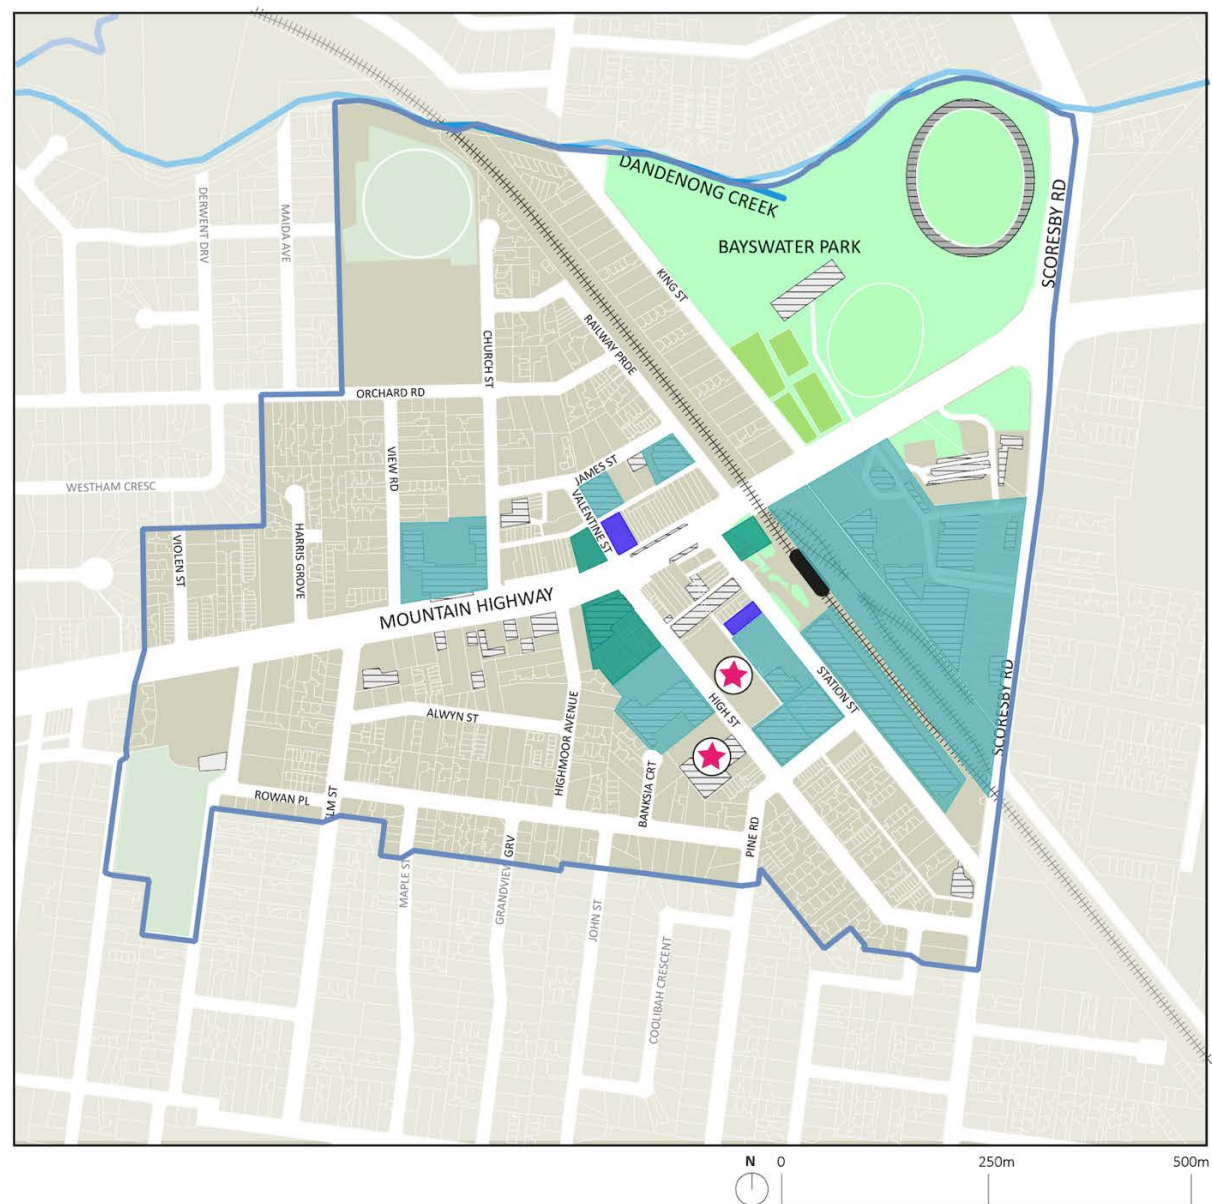 DANDENONG CREEK
BAYSWATER PARK
SCORESBY RD
DERWENT DRV
MAIDA AVE
KING ST
RAILWAY PRDE
CHURCH ST
ORCHARD RD
VIEW RD
JAMES ST
WESTHAM CRESC
VALENTINE ST
HARRIS GROVE
VIOLEN ST
MOUNTAIN HIGHWAY
STATION ST
SCORESBY RD
HIGH ST
ALWYN ST
HIGHMOOR AVENUE
BANKSIA CRT
ROWAN PL
LM ST
PINE RD
GRV
MAPLE ST
GRANDVIEW
JOHN ST
COOLIBAH CRESCENT
N 0 250m 500m